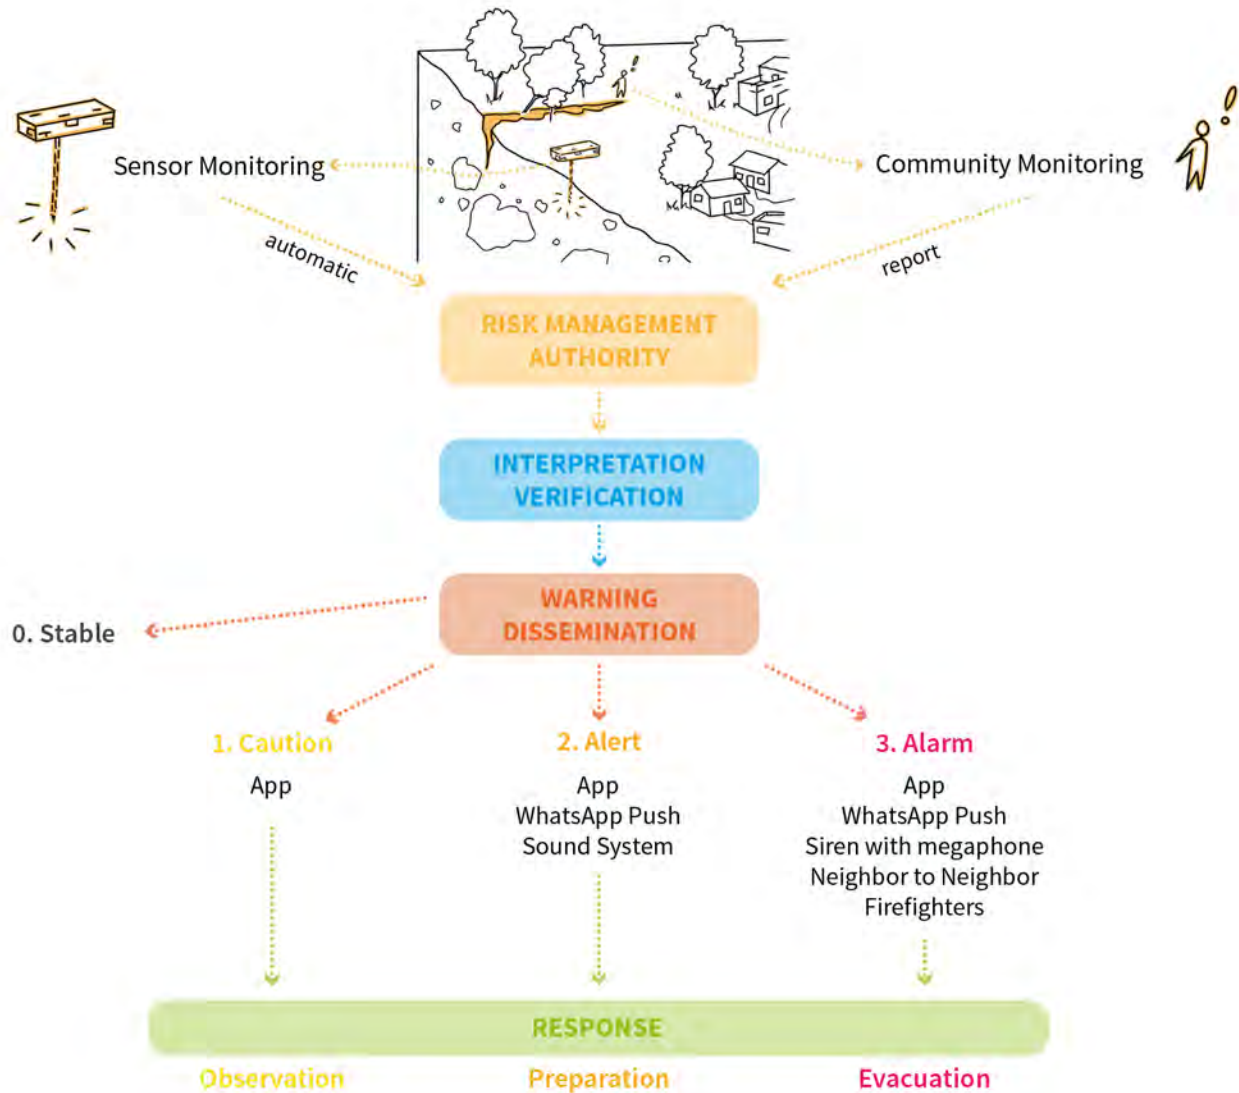 Sensor Monitoring
Community Monitoring
automatic
report
RISK MANAGEMENT
AUTHORITY
INTERPRETATION
VERIFICATION
WARNING
DISSEMINATION
0. Stable
1. Caution
App
2. Alert
App
WhatsApp Push
Sound System
3. Alarm
App
WhatsApp Push
Siren with megaphone
Neighbor to Neighbor
Firefighters
RESPONSE
Observation
Preparation
Evacuation